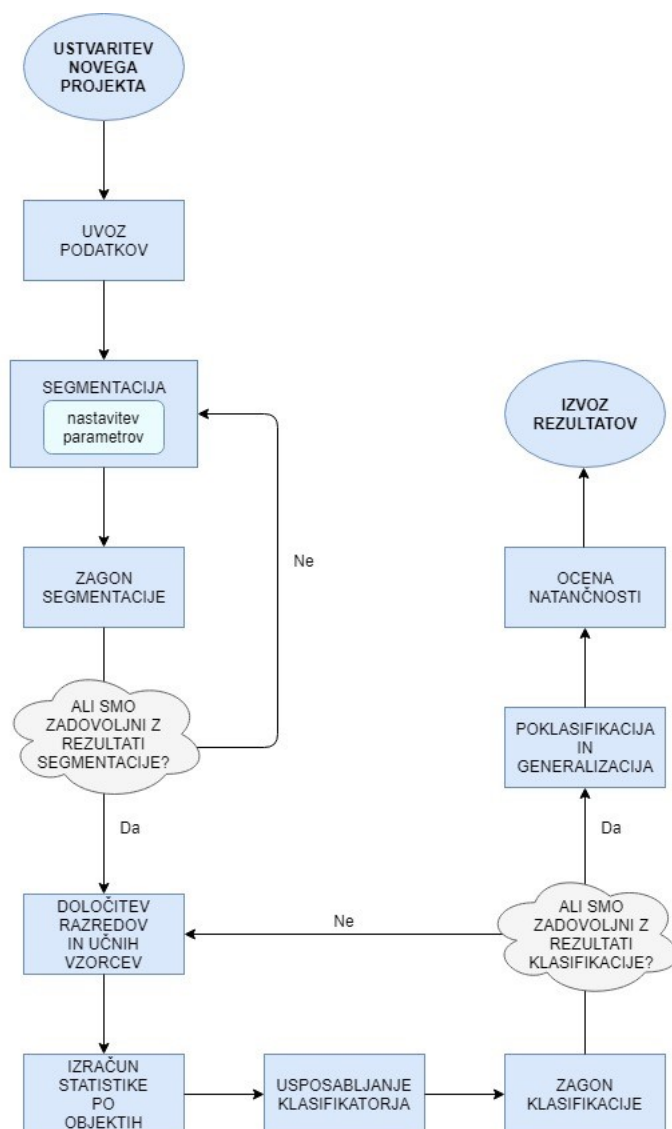 USTVARITEV
NOVEGA
PROJEKTA
UVOZ
PODATKOV
SEGMENTACIJA
nastavitev
parametrov
ZAGON
SEGMENTACIJE
Ne
ALI SMO
ZADOVOLJNI Z
REZULTATI
SEGMENTACIJE?
Da
DOLOČITEV
RAZREDOV
IN UČNIH
VZORCEV
IZRAČUN
STATISTIKE
PO
OBJEKTIH
USPOSABLJANJE
KLASIFIKATORJA
ZAGON
KLASIFIKACIJE
ALI SMO
ZADOVOLJNI Z
REZULTATI
KLASIFIKACIJE?
Ne
Da
POKLASIFIKACIJA
IN
GENERALIZACIJA
OCENA
NATANČNOSTI
IZVOZ
REZULTATOV